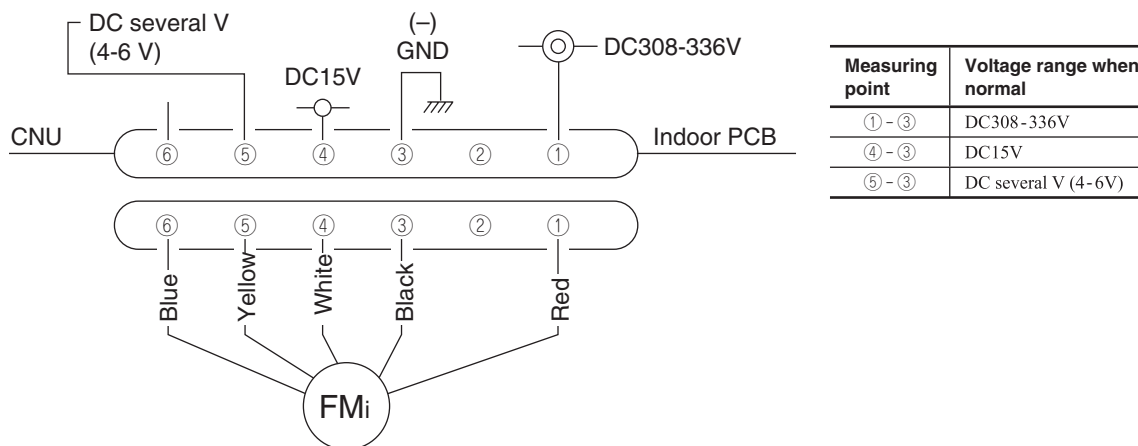 DC several V
(4-6 V)
DC15V
(–)
GND
DC308-336V
CNU
Indoor PCB
⑥ ⑤ ④ ③ ② ①
⑥ ⑤ ④ ③ ② ①
Blue
Yellow
White
Black
Red
FMi
Measuring point
Voltage range when normal
① - ③ DC308-336V
④ - ③ DC15V
⑤ - ③ DC several V (4-6V)